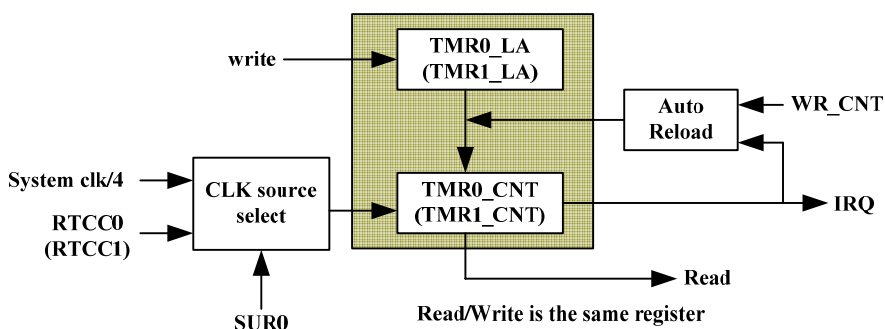 TMR0_LA
(TMR1_LA)
write
Auto
Reload
WR_CNT
System clk/4
CLK source
select
TMR0_CNT
(TMR1_CNT)
RTCC0
(RTCC1)
IRQ
Read
SUR0
Read/Write is the same register